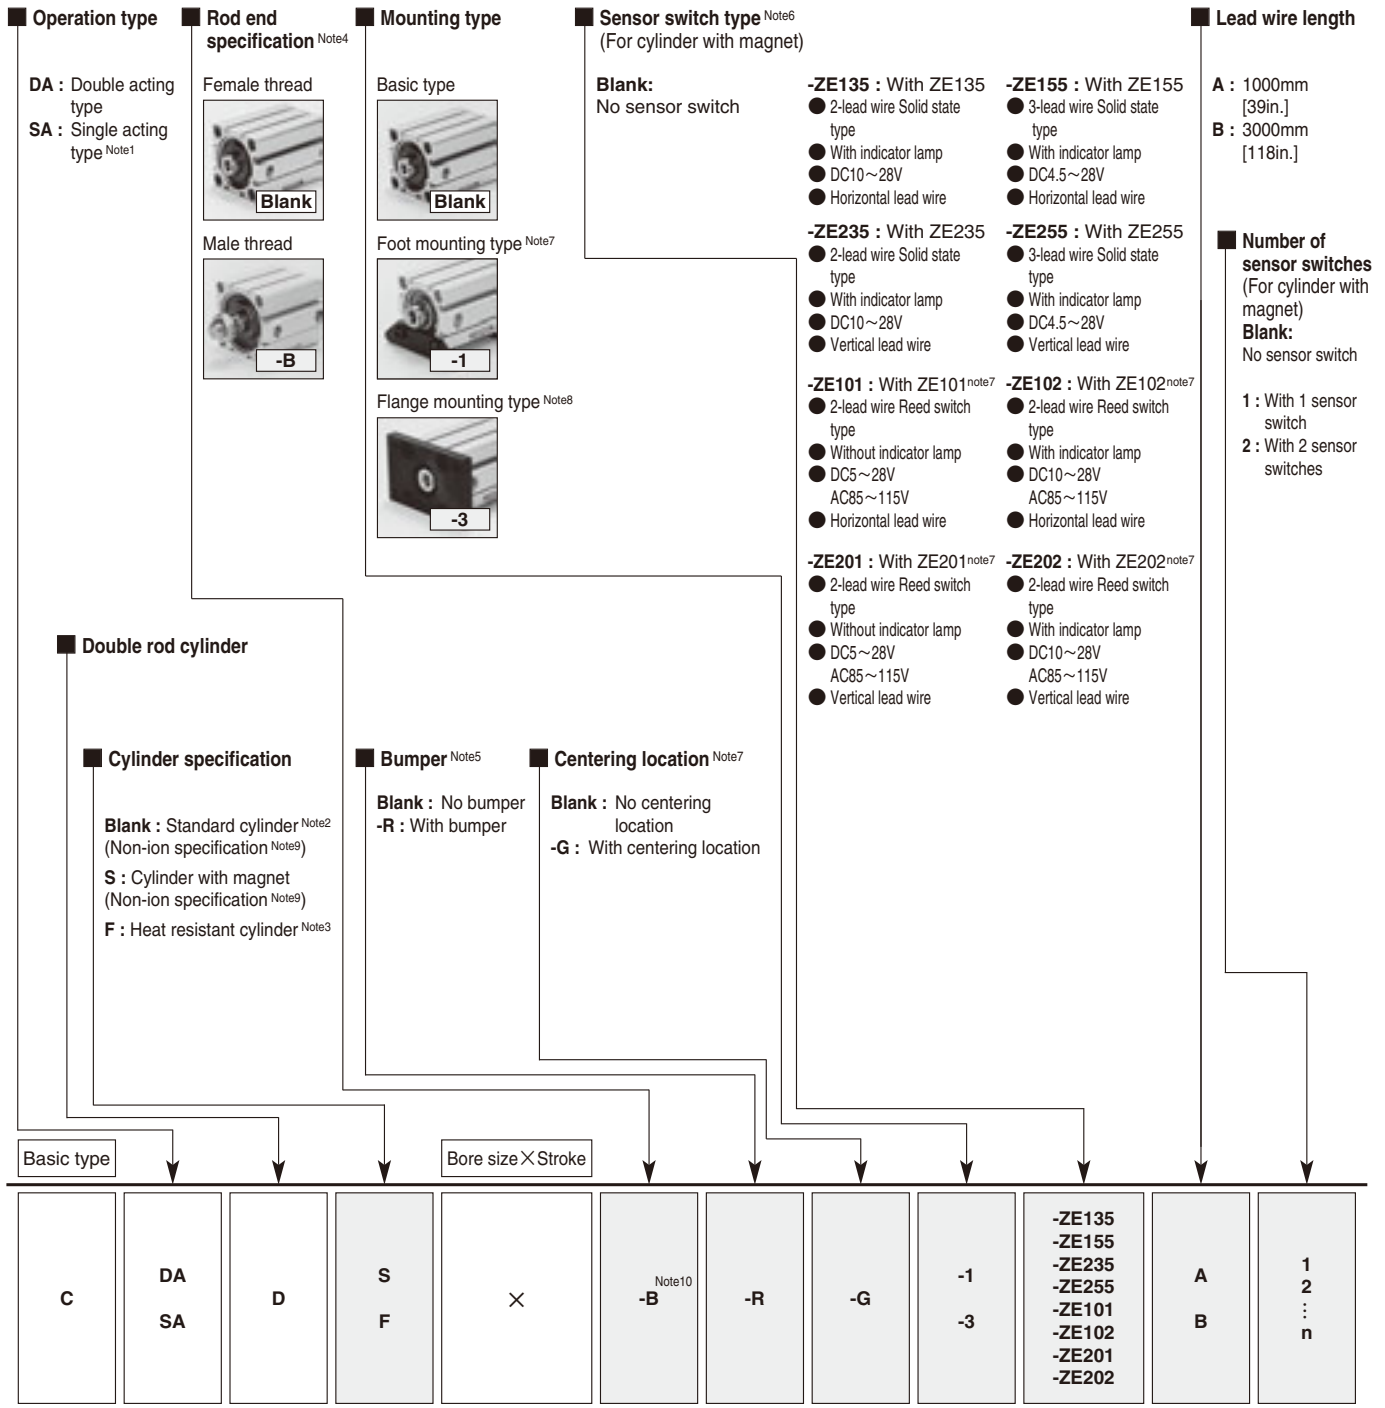 Operation type
DA : Double acting
type
SA : Single acting
type Note1
Rod end
specification Note4
Female thread
Blank
Male thread
-B
Mounting type
Basic type
Blank
Foot mounting type Note7
-1
Flange mounting type Note8
-3
Sensor switch type Note6
(For cylinder with magnet)
Blank:
No sensor switch
-ZE135 : With ZE135
● 2-lead wire Solid state
type
● With indicator lamp
● DC10～28V
● Horizontal lead wire
-ZE155 : With ZE155
● 3-lead wire Solid state
type
● With indicator lamp
● DC4.5～28V
● Horizontal lead wire
-ZE235 : With ZE235
● 2-lead wire Solid state
type
● With indicator lamp
● DC10～28V
● Vertical lead wire
-ZE255 : With ZE255
● 3-lead wire Solid state
type
● With indicator lamp
● DC4.5～28V
● Vertical lead wire
-ZE101 : With ZE101 note7
● 2-lead wire Reed switch
type
● Without indicator lamp
● DC5～28V
AC85～115V
● Horizontal lead wire
-ZE102 : With ZE102 note7
● 2-lead wire Reed switch
type
● With indicator lamp
● DC10～28V
AC85～115V
● Horizontal lead wire
-ZE201 : With ZE201 note7
● 2-lead wire Reed switch
type
● Without indicator lamp
● DC5～28V
AC85～115V
● Vertical lead wire
-ZE202 : With ZE202 note7
● 2-lead wire Reed switch
type
● With indicator lamp
● DC10～28V
AC85～115V
● Vertical lead wire
Lead wire length
A : 1000mm
[39in.]
B : 3000mm
[118in.]
Number of
sensor switches
(For cylinder with
magnet)
Blank:
No sensor switch
1 : With 1 sensor
switch
2 : With 2 sensor
switches
Double rod cylinder
Cylinder specification
Blank : Standard cylinder Note2
(Non-ion specification Note9)
S : Cylinder with magnet
(Non-ion specification Note9)
F : Heat resistant cylinder Note3
Bumper Note5
Blank : No bumper
-R : With bumper
Centering location Note7
Blank : No centering
location
-G : With centering location
Basic type
Bore size×Stroke
C
DA
SA
D
S
F
×
-B Note10
-R
-G
-1
-3
-ZE135
-ZE155
-ZE235
-ZE255
-ZE101
-ZE102
-ZE201
-ZE202
A
B
1
2
⋮
n